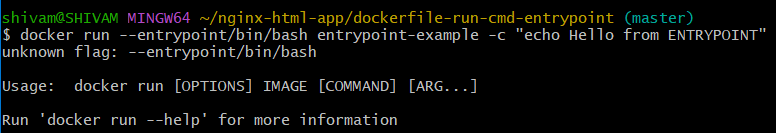 shivam@SHIVAM MINGW64 ~/nginx-html-app/dockerfile-run-cmd-entrypoint (master)
$ docker run --entrypoint/bin/bash entrypoint-example -c "echo Hello from ENTRYPOINT"
unknown flag: --entrypoint/bin/bash
Usage:  docker run [OPTIONS] IMAGE [COMMAND] [ARG...]
Run 'docker run --help' for more information